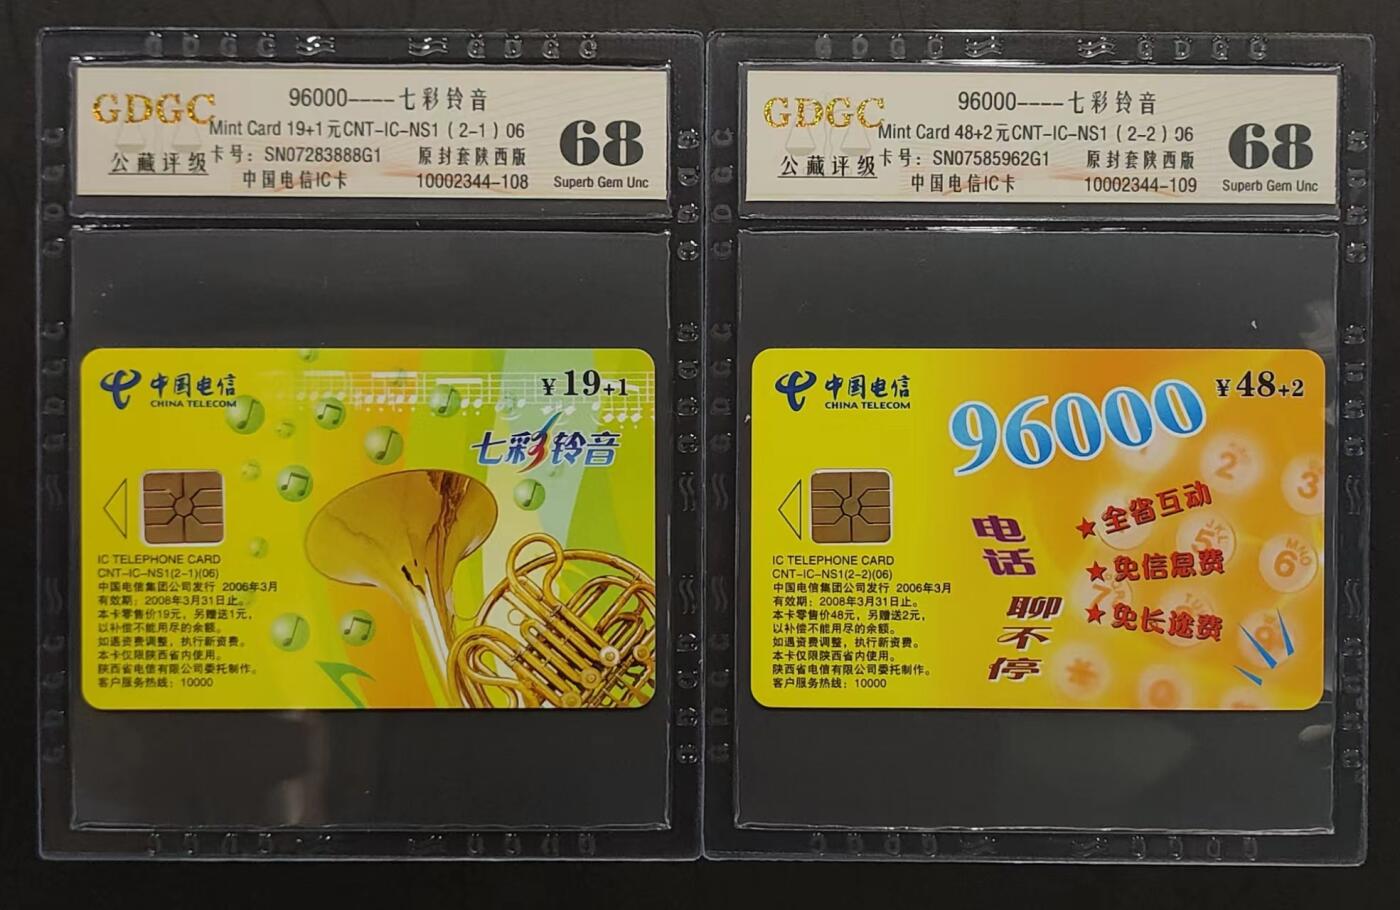 GDGC
公藏评级
96000----七彩铃音
Mint Card 19+1元CNT-IC-NS1（2-1）06
卡号：SN07283888G1 原封套陕西版
中国电信IC卡 10002344-108
68
Superb Gem Unc
中国电信
CHINA TELECOM
¥19+1
七彩铃音
IC TELEPHONE CARD
CNT-IC-NS1(2-1)(06)
中国电信集团公司发行 2006年3月
有效期：2008年3月31日止。
本卡零售价19元，另赠送1元，
以补偿不能用尽的余额。
如遇资费调整，执行新资费。
本卡仅限陕西省内使用。
陕西省电信有限公司委托制作。
客户服务热线：10000
GDGC
公藏评级
96000----七彩铃音
Mint Card 48+2元CNT-IC-NS1（2-2）06
卡号：SN07585962G1 原封套陕西版
中国电信IC卡 10002344-109
68
Superb Gem Unc
中国电信
CHINA TELECOM
96000
¥48+2
电话
聊不停
★全省互动
★免信息费
★免长途费
2
3
5
6
7
9
*
IC TELEPHONE CARD
CNT-IC-NS1(2-2)(06)
中国电信集团公司发行 2006年3月
有效期：2008年3月31日止。
本卡零售价48元，另赠送2元，
以补偿不能用尽的余额。
如遇资费调整，执行新资费。
本卡仅限陕西省内使用。
陕西省电信有限公司委托制作。
客户服务热线：10000